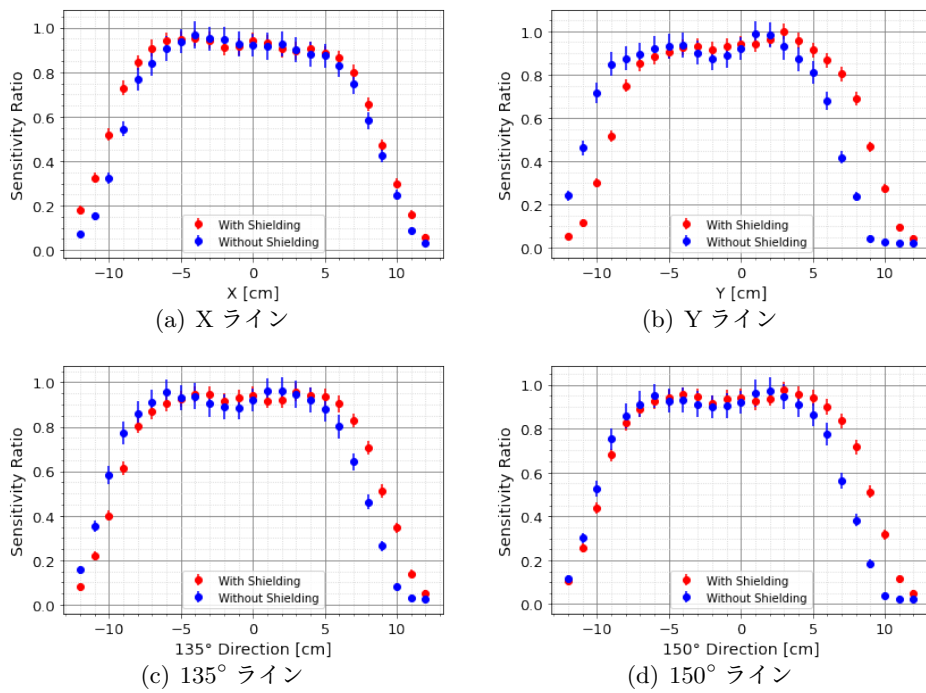 Sensitivity Ratio
1.0
0.8
0.6
0.4
0.2
0.0
With Shielding
Without Shielding
−10 −5 0 5 10
X [cm]
(a) X ライン
Sensitivity Ratio
1.0
0.8
0.6
0.4
0.2
0.0
With Shielding
Without Shielding
−10 −5 0 5 10
Y [cm]
(b) Y ライン
Sensitivity Ratio
1.0
0.8
0.6
0.4
0.2
0.0
With Shielding
Without Shielding
−10 −5 0 5 10
135° Direction [cm]
(c) 135° ライン
Sensitivity Ratio
1.0
0.8
0.6
0.4
0.2
0.0
With Shielding
Without Shielding
−10 −5 0 5 10
150° Direction [cm]
(d) 150° ライン